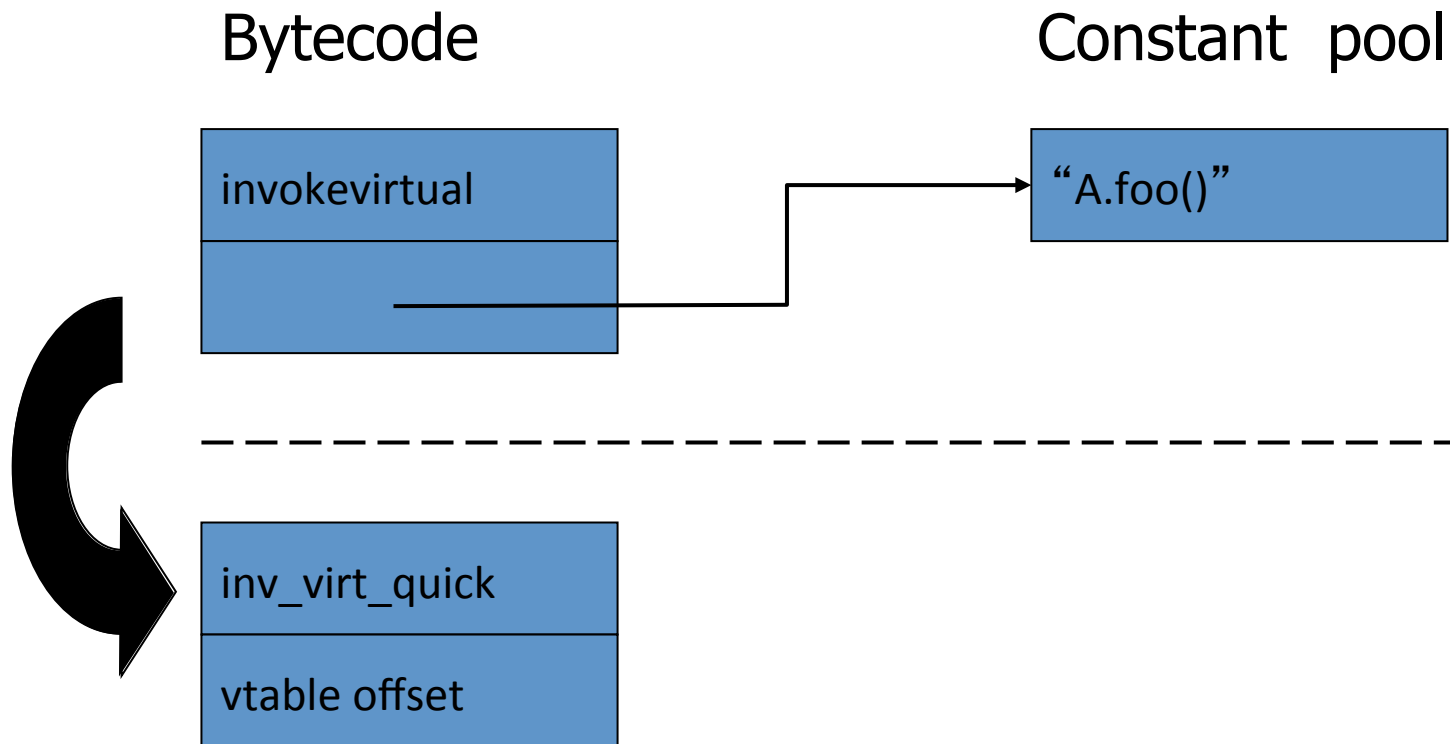 Bytecode
Constant pool
invokevirtual
“A.foo()”
inv_virt_quick
vtable offset